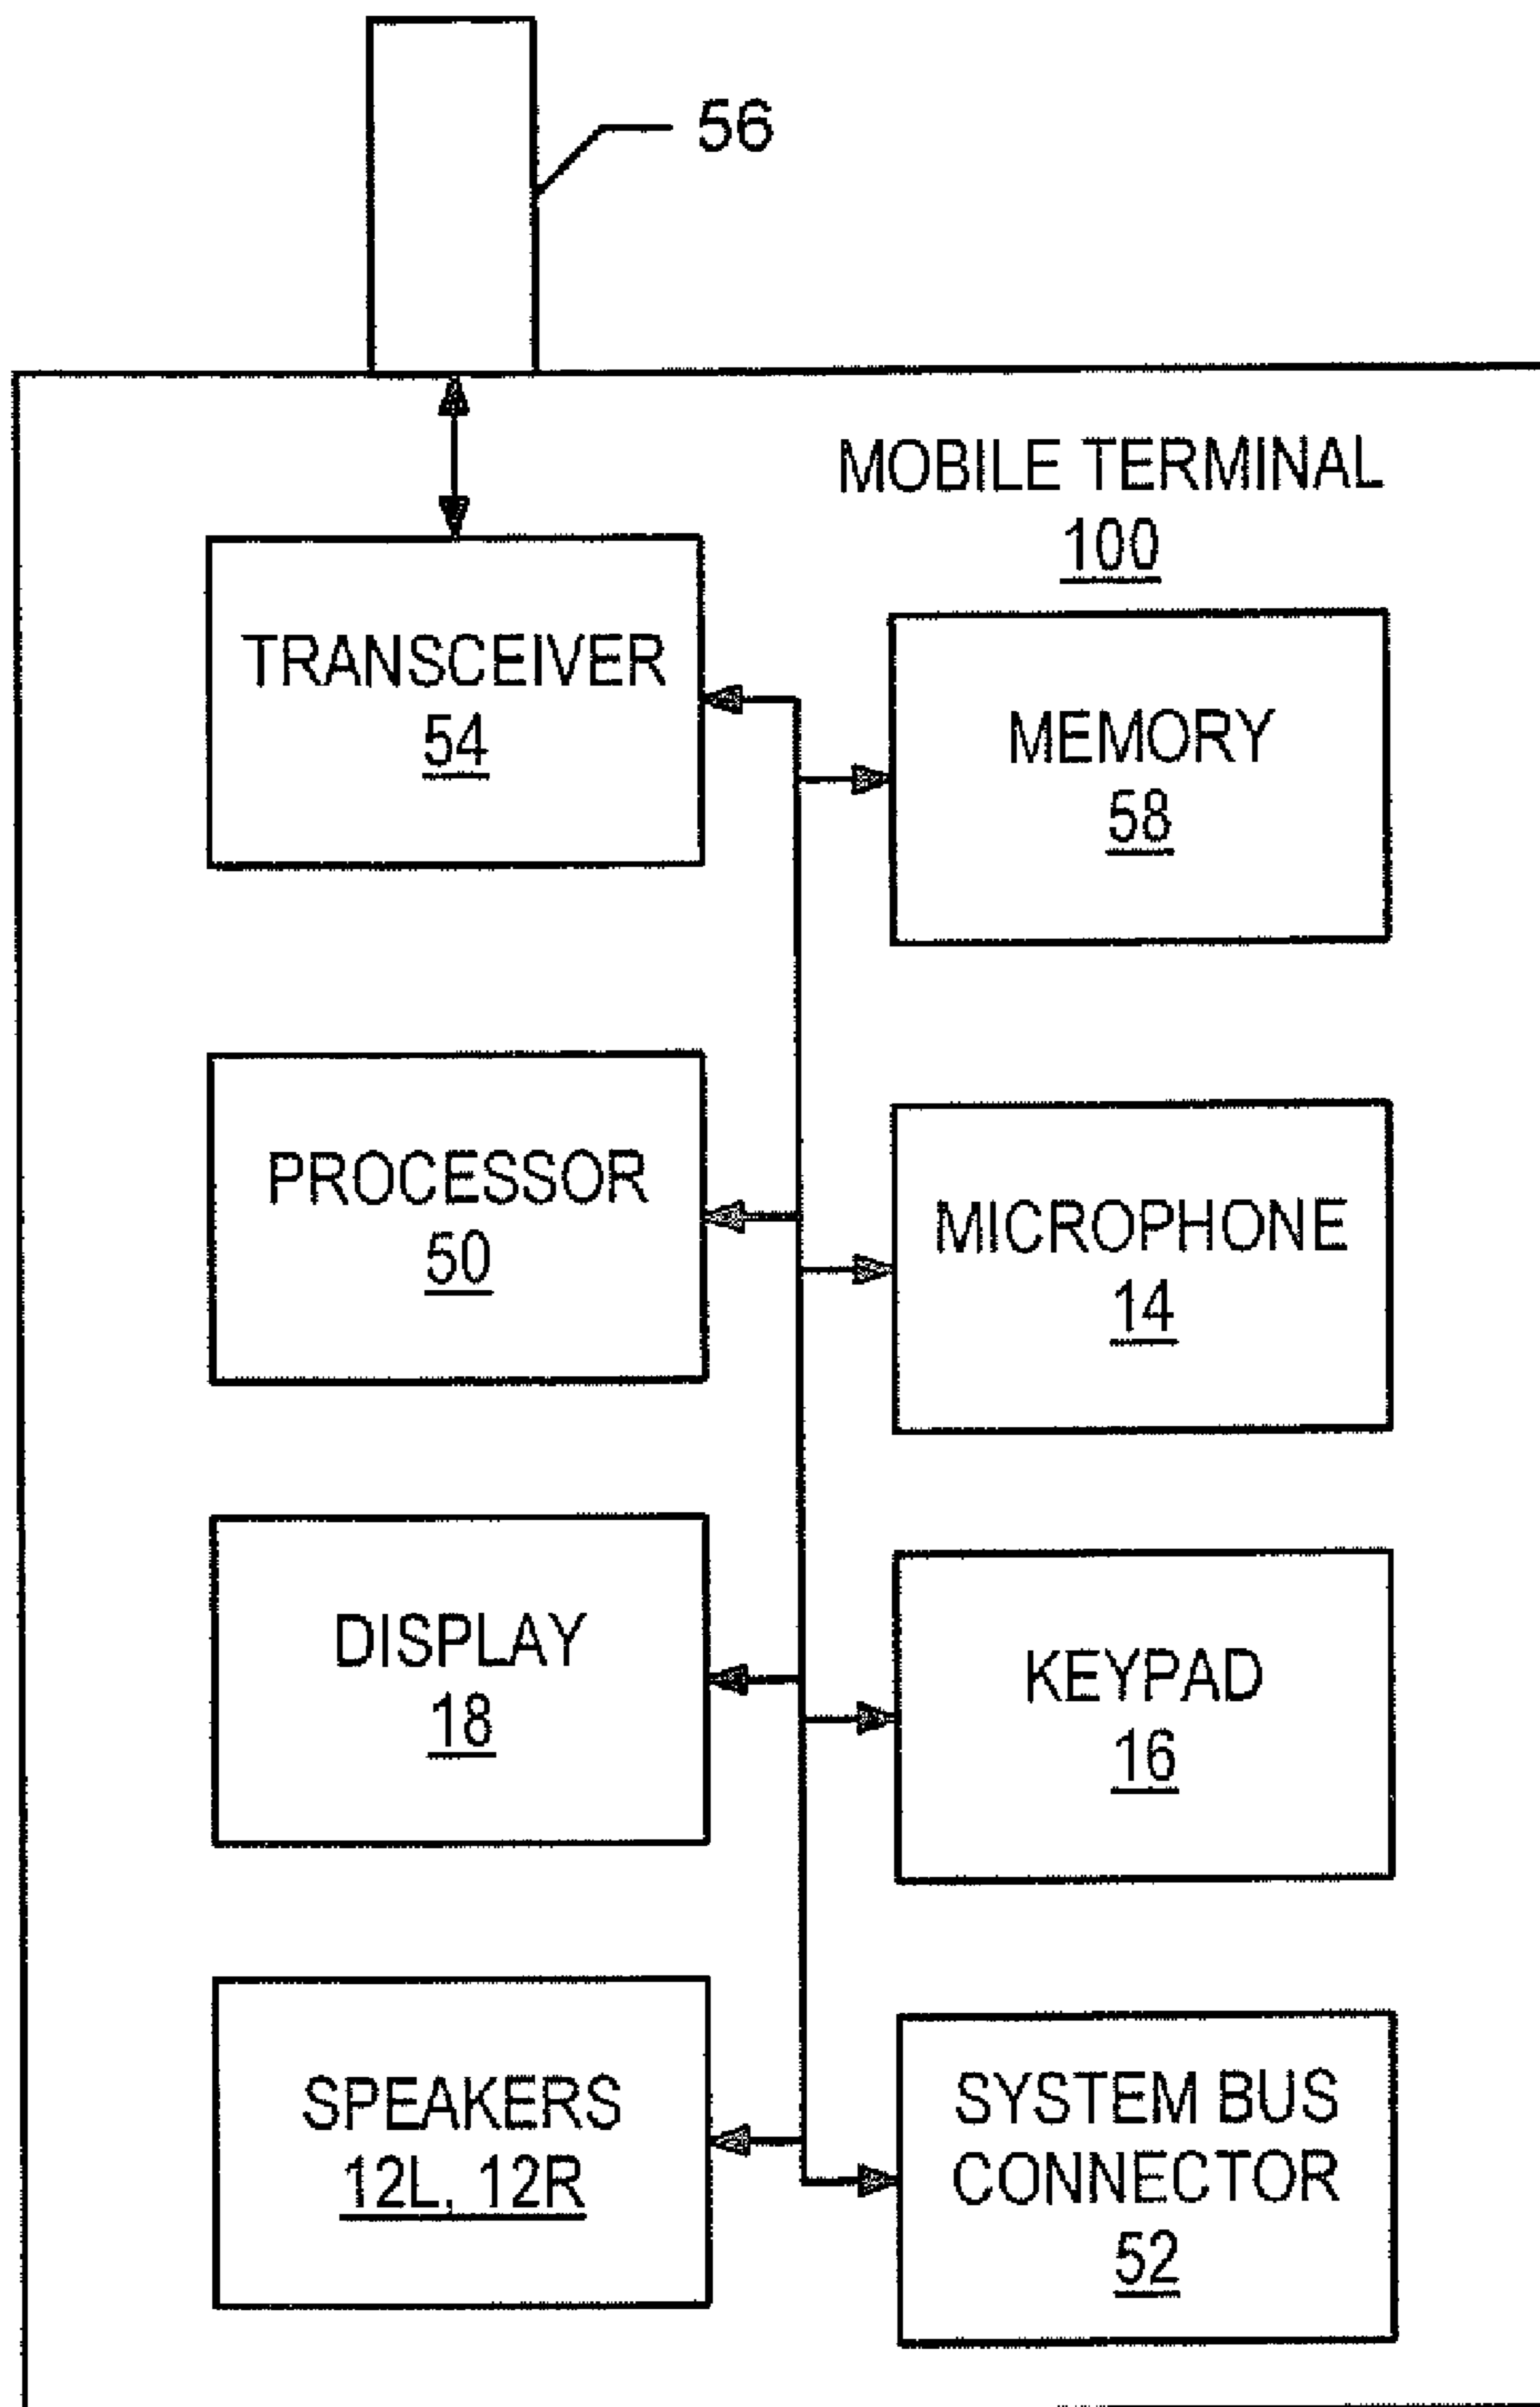 56
MOBILE TERMINAL
100
TRANSCEIVER
54
MEMORY
58
PROCESSOR
50
MICROPHONE
14
DISPLAY
18
KEYPAD
16
SPEAKERS
12L, 12R
SYSTEM BUS
CONNECTOR
52